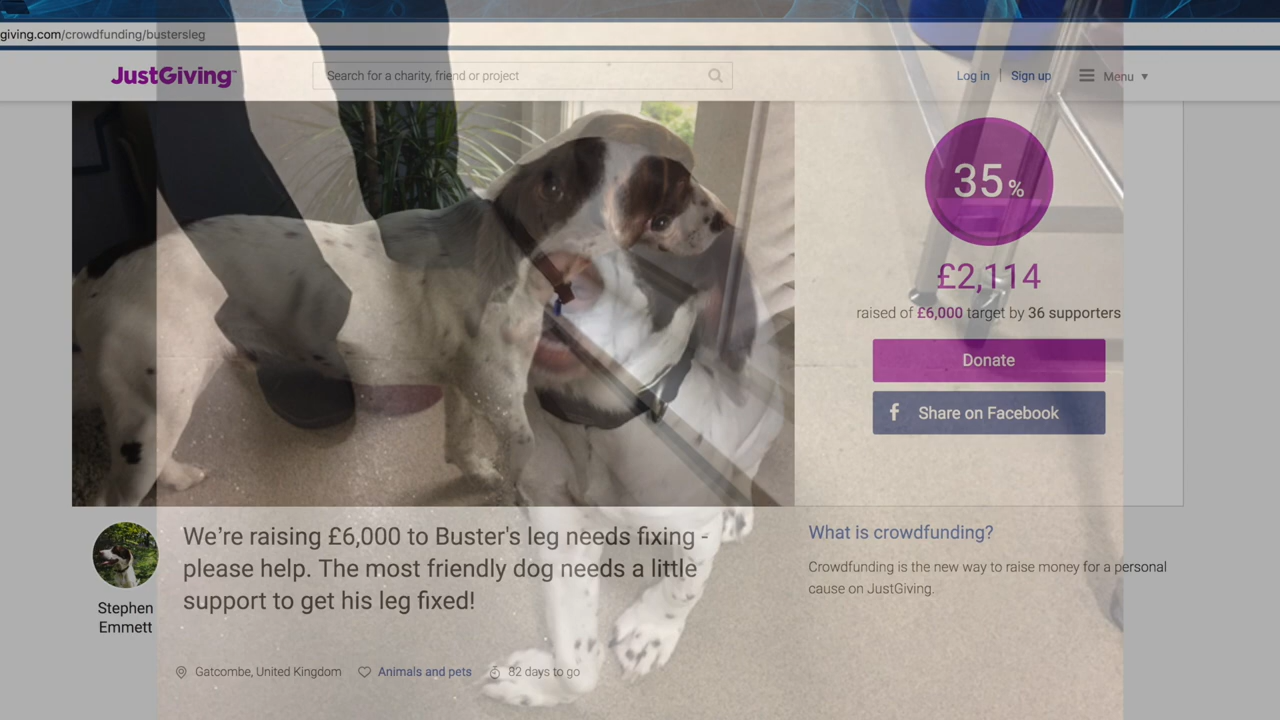 giving.com/crowdfunding/bustersleg
JustGiving™
Search for a charity, friend or project
Log in | Sign up
Menu ▼
35%
£2,114
raised of £6,000 target by 36 supporters
Donate
Share on Facebook
We're raising £6,000 to Buster's leg needs fixing -
please help. The most friendly dog needs a little
support to get his leg fixed!
Stephen
Emmett
What is crowdfunding?
Crowdfunding is the new way to raise money for a personal
cause on JustGiving.
Gatcombe, United Kingdom
Animals and pets
82 days to go